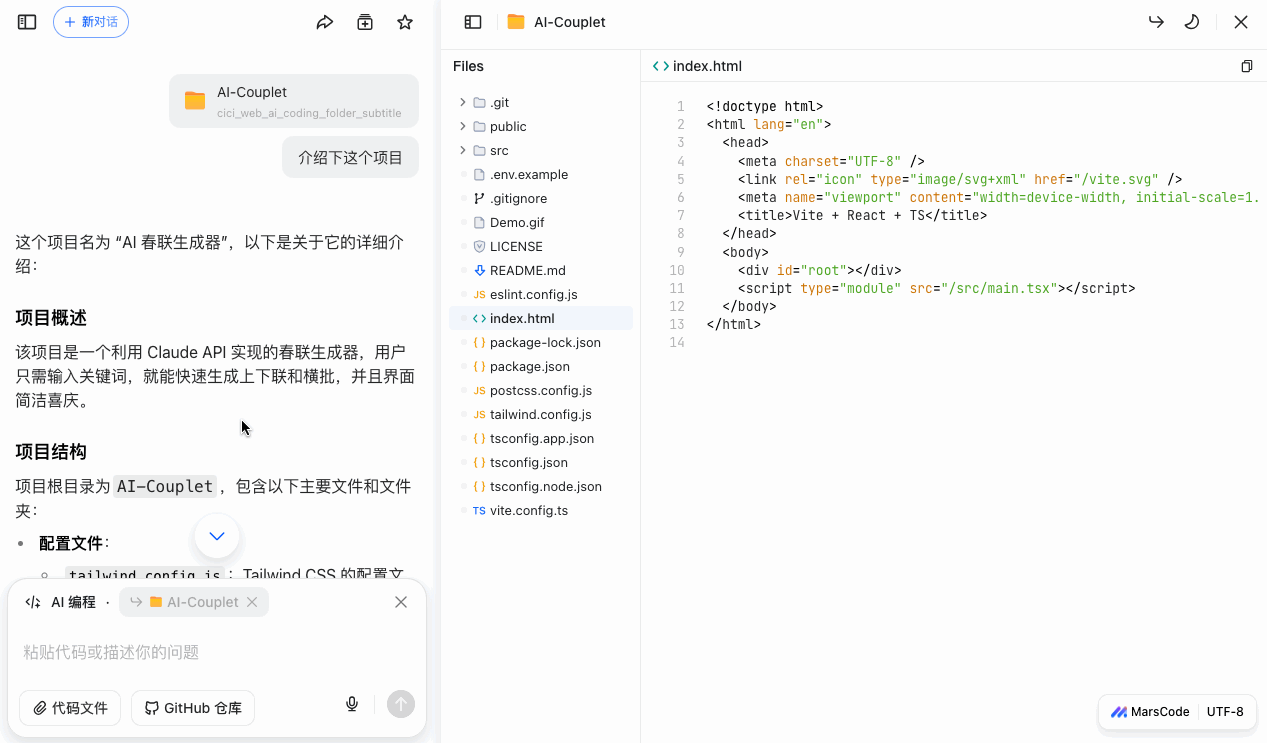 新对话
AI-Couplet
cici_web_ai_coding_folder_subtitle
介绍下这个项目
这个项目名为 “AI 春联生成器”，以下是关于它的详细介
绍：
项目概述
该项目是一个利用 Claude API 实现的春联生成器，用户
只需输入关键词，就能快速生成上下联和横批，并且界面
简洁喜庆。
项目结构
项目根目录为 AI-Couplet ，包含以下主要文件和文件
夹：
配置文件：
tailwind.config.js ：Tailwind CSS 的配置文
AI 编程 · AI-Couplet
粘贴代码或描述你的问题
代码文件
GitHub 仓库
AI-Couplet
Files
.git
public
src
.env.example
.gitignore
Demo.gif
LICENSE
README.md
JS eslint.config.js
index.html
{ } package-lock.json
{ } package.json
JS postcss.config.js
JS tailwind.config.js
{ } tsconfig.app.json
{ } tsconfig.json
{ } tsconfig.node.json
TS vite.config.ts
index.html
1 <!doctype html>
2 <html lang="en">
3 <head>
4 <meta charset="UTF-8" />
5 <link rel="icon" type="image/svg+xml" href="/vite.svg" />
6 <meta name="viewport" content="width=device-width, initial-scale=1.
7 <title>Vite + React + TS</title>
8 </head>
9 <body>
10 <div id="root"></div>
11 <script type="module" src="/src/main.tsx"></script>
12 </body>
13 </html>
14
MarsCode
UTF-8